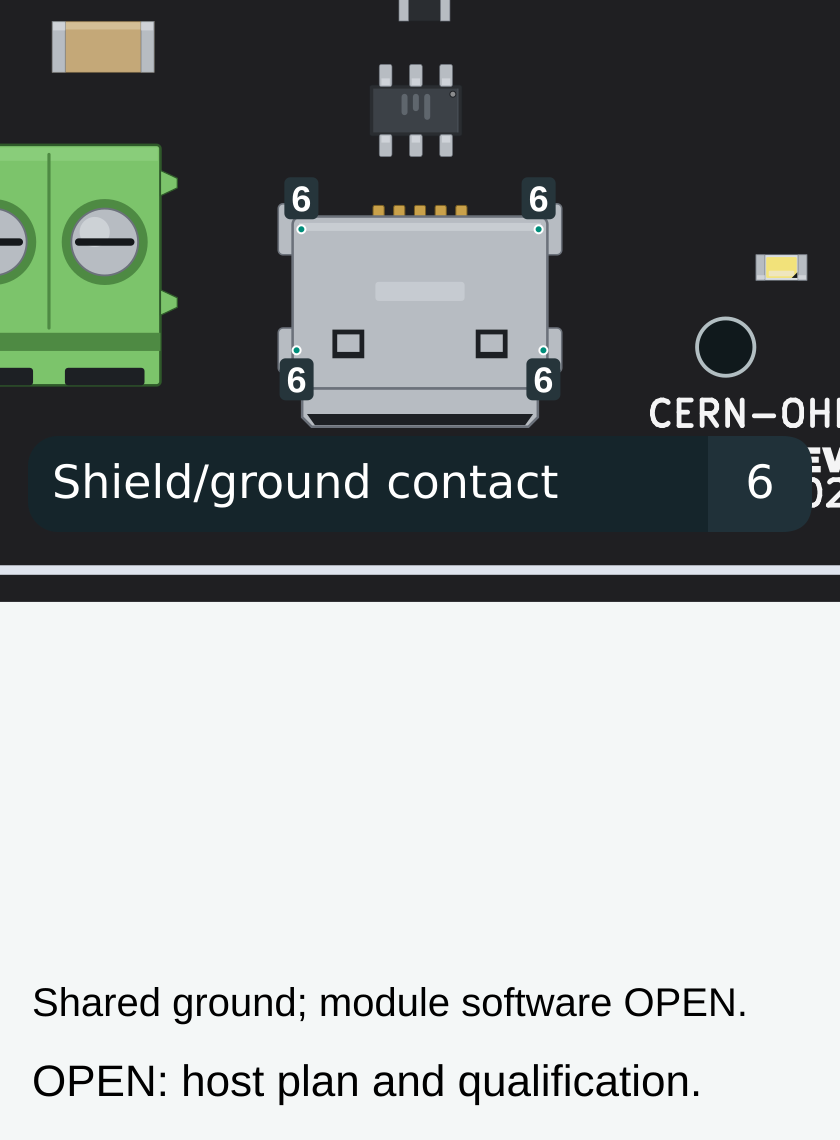 6 6
6 6
CERN-OH
Shield/ground contact 6
Shared ground; module software OPEN.
OPEN: host plan and qualification.